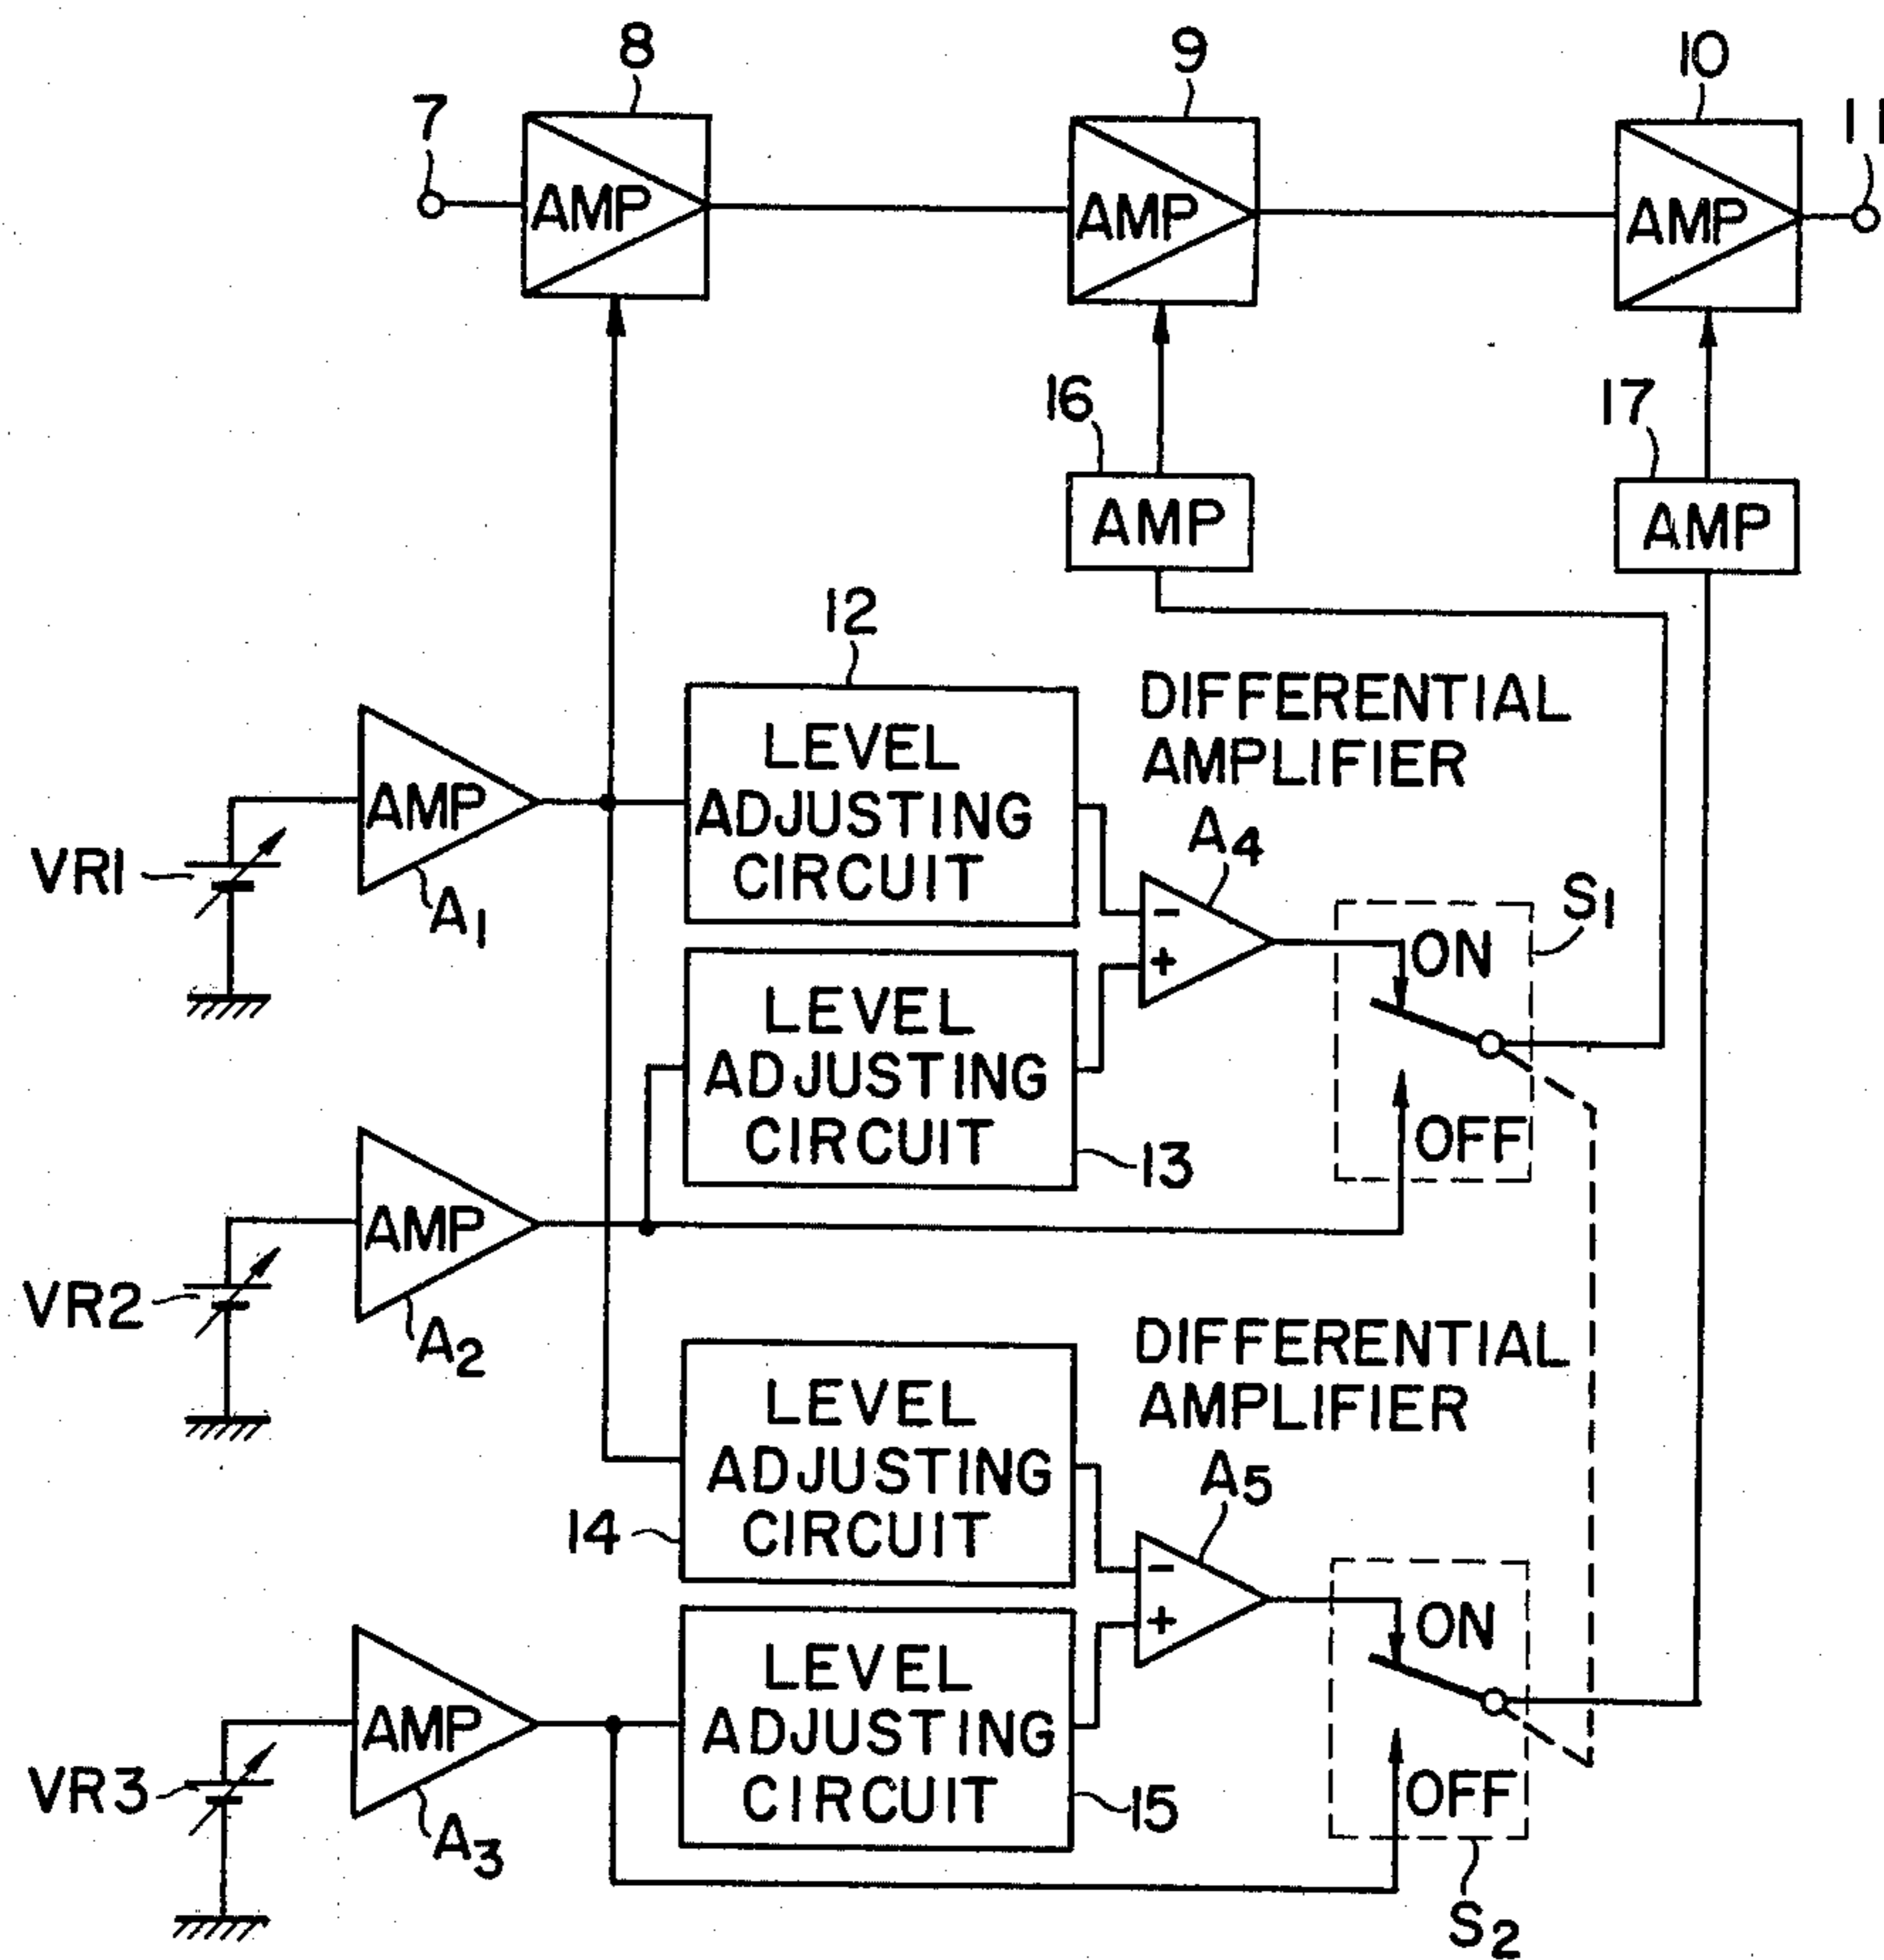 8
9
10
7
11
AMP
AMP
AMP
16
17
AMP
AMP
12
DIFFERENTIAL
AMPLIFIER
LEVEL
ADJUSTING
CIRCUIT
AMP
A4
VR1
A1
S1
ON
-
+
LEVEL
ADJUSTING
CIRCUIT
OFF
13
AMP
VR2
A2
DIFFERENTIAL
AMPLIFIER
LEVEL
ADJUSTING
CIRCUIT
A5
14
-
+
ON
LEVEL
ADJUSTING
CIRCUIT
AMP
VR3
OFF
15
A3
S2